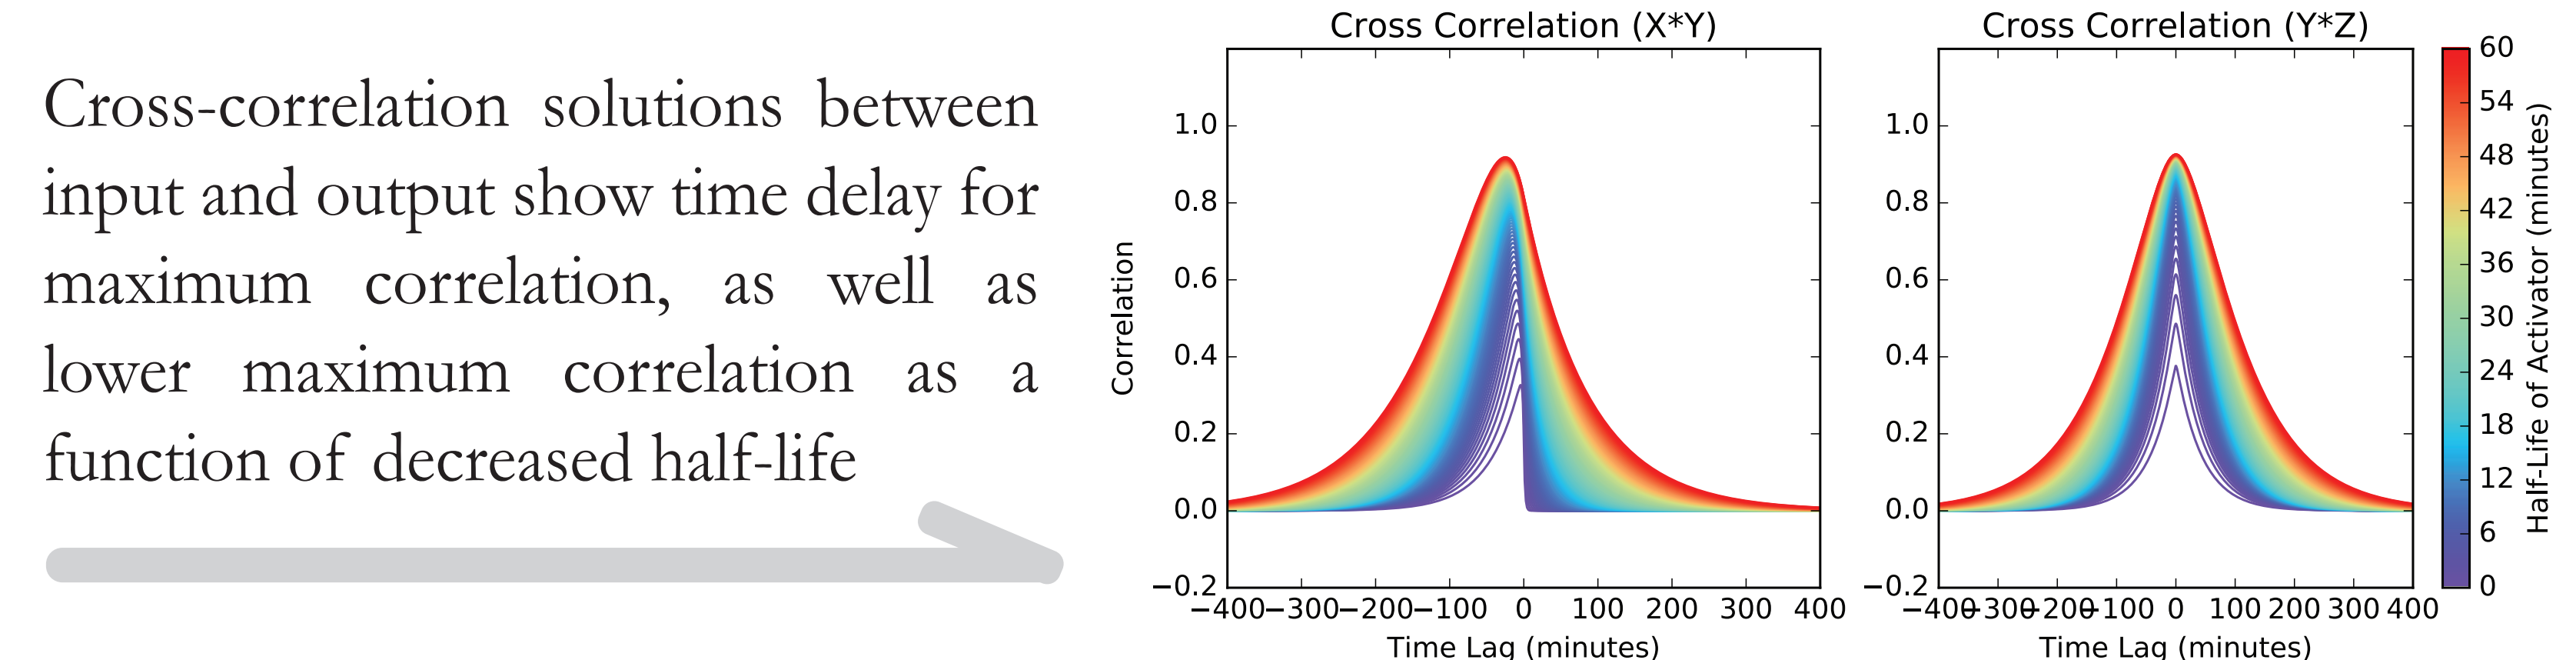 Cross-correlation solutions between
input and output show time delay for
maximum correlation, as well as
lower maximum correlation as a
function of decreased half-life
Cross Correlation (X*Y)
Correlation
1.0
0.8
0.6
0.4
0.2
0.0
−0.2
−400 −300 −200 −100 0 100 200 300 400
Time Lag (minutes)
Cross Correlation (Y*Z)
1.0
0.8
0.6
0.4
0.2
0.0
−0.2
−400 −300 −200 −100 0 100 200 300 400
Time Lag (minutes)
60
54
48
42
36
30
24
18
12
6
0
Half-Life of Activator (minutes)